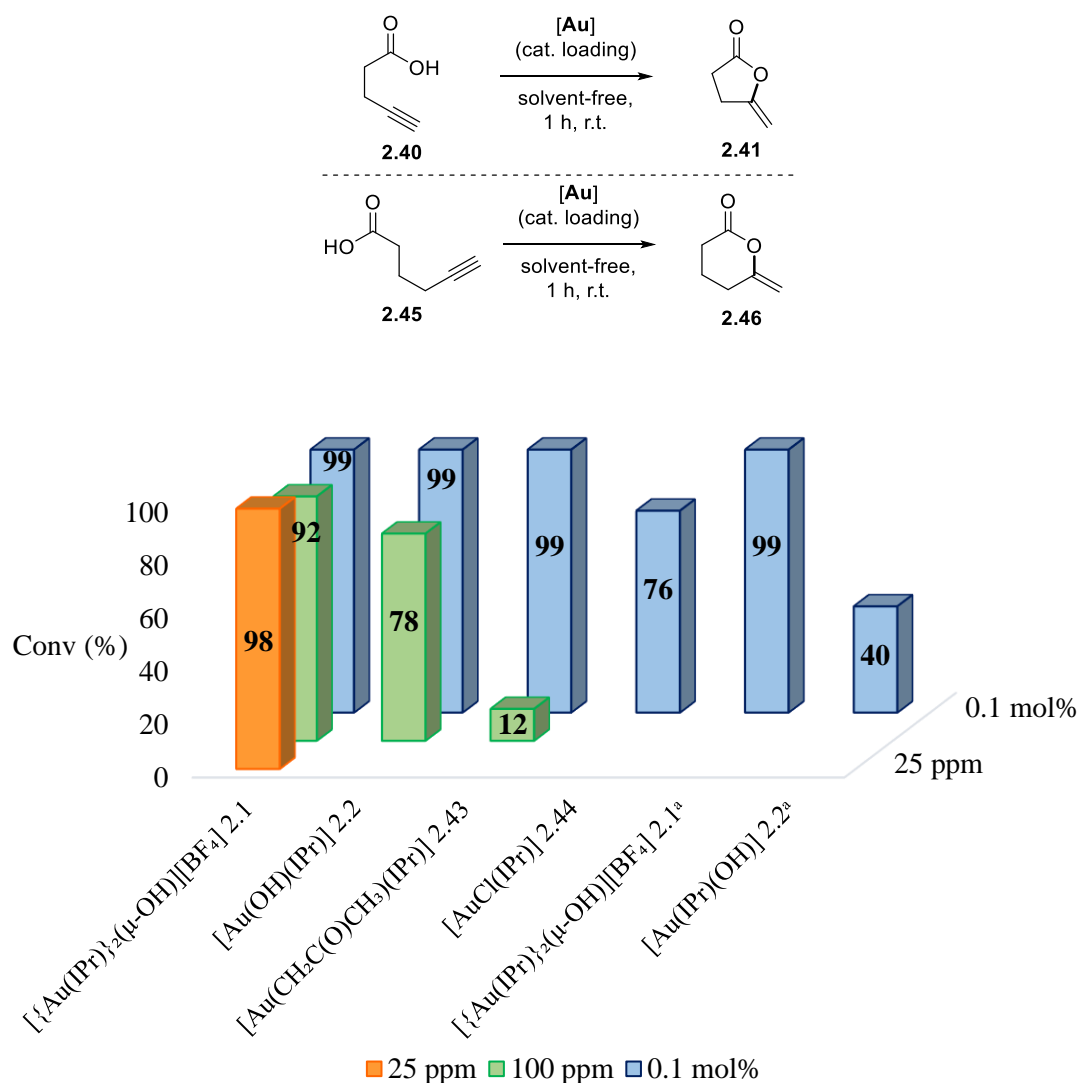 O
OH
2.40
[Au]
(cat. loading)
solvent-free,
1 h, r.t.
O
O
2.41
O
HO
2.45
[Au]
(cat. loading)
solvent-free,
1 h, r.t.
O
O
2.46
Conv (%)
100
80
60
40
20
0
98
92
99
78
99
12
99
76
99
40
0.1 mol%
25 ppm
[{Au(IPr)}₂(μ-OH)][BF₄] 2.1
[Au(OH)(IPr)] 2.2
[Au(CH₂C(O)CH₃)(IPr)] 2.43
[AuCl(IPr)] 2.44
[{Au(IPr)}₂(μ-OH)][BF₄] 2.1ᵃ
[Au(IPr)(OH)] 2.2ᵃ
25 ppm 100 ppm 0.1 mol%